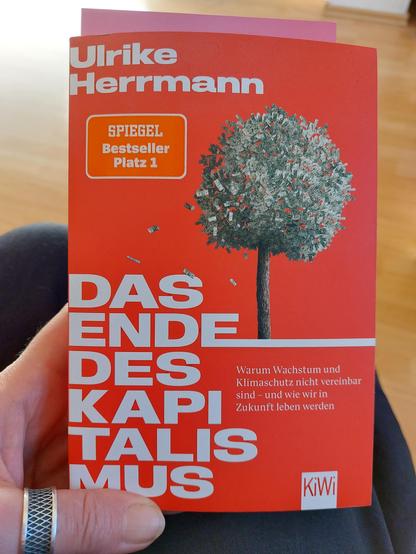 Ulrike
Herrmann
SPIEGEL
Bestseller
Platz 1
DAS
ENDE
DES
KAPI
TALIS
MUS
Warum Wachstum und
Klimaschutz nicht vereinbar
sind – und wie wir in
Zukunft leben werden
KiWi